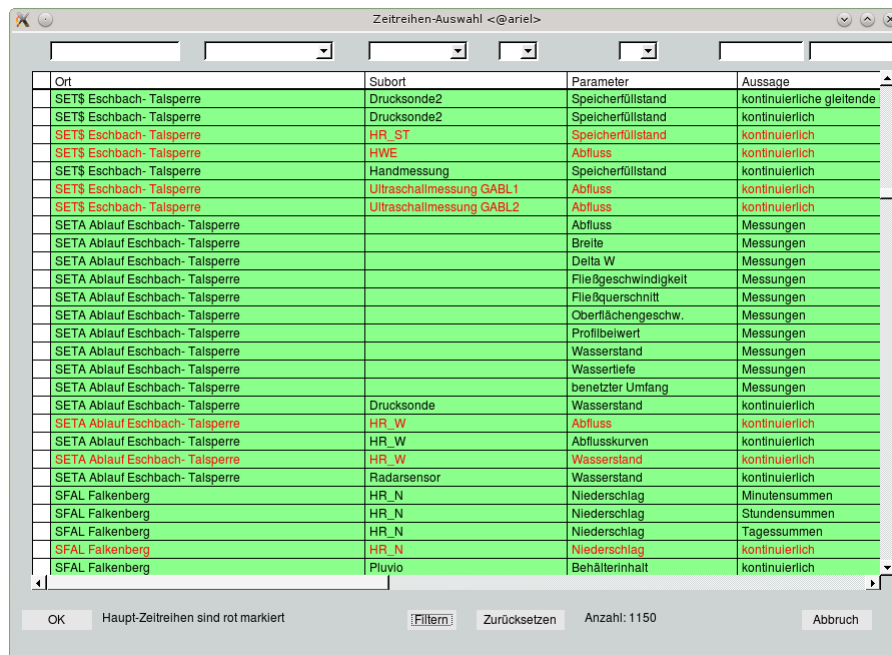 Zeitreihen-Auswahl <@ariel>
Ort Subort Parameter Aussage
SET$ Eschbach- Talsperre Drucksonde2 Speicherfüllstand kontinuierliche gleitende
SET$ Eschbach- Talsperre Drucksonde2 Speicherfüllstand kontinuierlich
SET$ Eschbach- Talsperre HR_ST Speicherfüllstand kontinuierlich
SET$ Eschbach- Talsperre HWE Abfluss kontinuierlich
SET$ Eschbach- Talsperre Handmessung Speicherfüllstand kontinuierlich
SET$ Eschbach- Talsperre Ultraschallmessung GABL1 Abfluss kontinuierlich
SET$ Eschbach- Talsperre Ultraschallmessung GABL2 Abfluss kontinuierlich
SETA Ablauf Eschbach- Talsperre Abfluss Messungen
SETA Ablauf Eschbach- Talsperre Breite Messungen
SETA Ablauf Eschbach- Talsperre Delta W Messungen
SETA Ablauf Eschbach- Talsperre Fließgeschwindigkeit Messungen
SETA Ablauf Eschbach- Talsperre Fließquerschnitt Messungen
SETA Ablauf Eschbach- Talsperre Oberflächengeschw. Messungen
SETA Ablauf Eschbach- Talsperre Profilbeiwert Messungen
SETA Ablauf Eschbach- Talsperre Wasserstand Messungen
SETA Ablauf Eschbach- Talsperre Wassertiefe Messungen
SETA Ablauf Eschbach- Talsperre benetzter Umfang Messungen
SETA Ablauf Eschbach- Talsperre Drucksonde Wasserstand kontinuierlich
SETA Ablauf Eschbach- Talsperre HR_W Abfluss kontinuierlich
SETA Ablauf Eschbach- Talsperre HR_W Abflusskurven kontinuierlich
SETA Ablauf Eschbach- Talsperre HR_W Wasserstand kontinuierlich
SETA Ablauf Eschbach- Talsperre Radarsensor Wasserstand kontinuierlich
SFAL Falkenberg HR_N Niederschlag Minutensummen
SFAL Falkenberg HR_N Niederschlag Stundensummen
SFAL Falkenberg HR_N Niederschlag Tagessummen
SFAL Falkenberg HR_N Niederschlag kontinuierlich
SFAL Falkenberg Pluvio Behälterinhalt kontinuierlich
OK Haupt-Zeitreihen sind rot markiert Filtern Zurücksetzen Anzahl: 1150 Abbruch